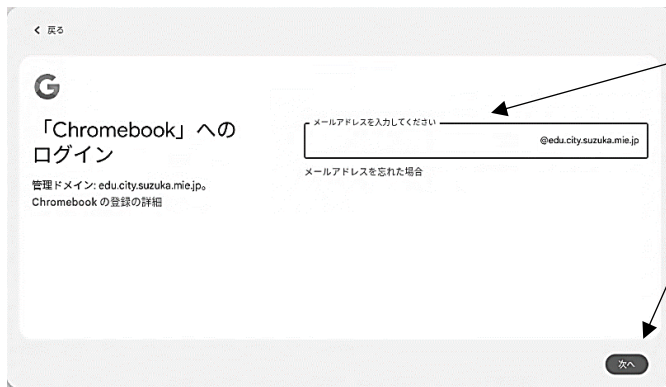 戻る
「Chromebook」への
ログイン
管理ドメイン: edu.city.suzuka.mie.jp。
Chromebook の登録の詳細
メールアドレスを入力してください
@edu.city.suzuka.mie.jp
メールアドレスを忘れた場合
次へ